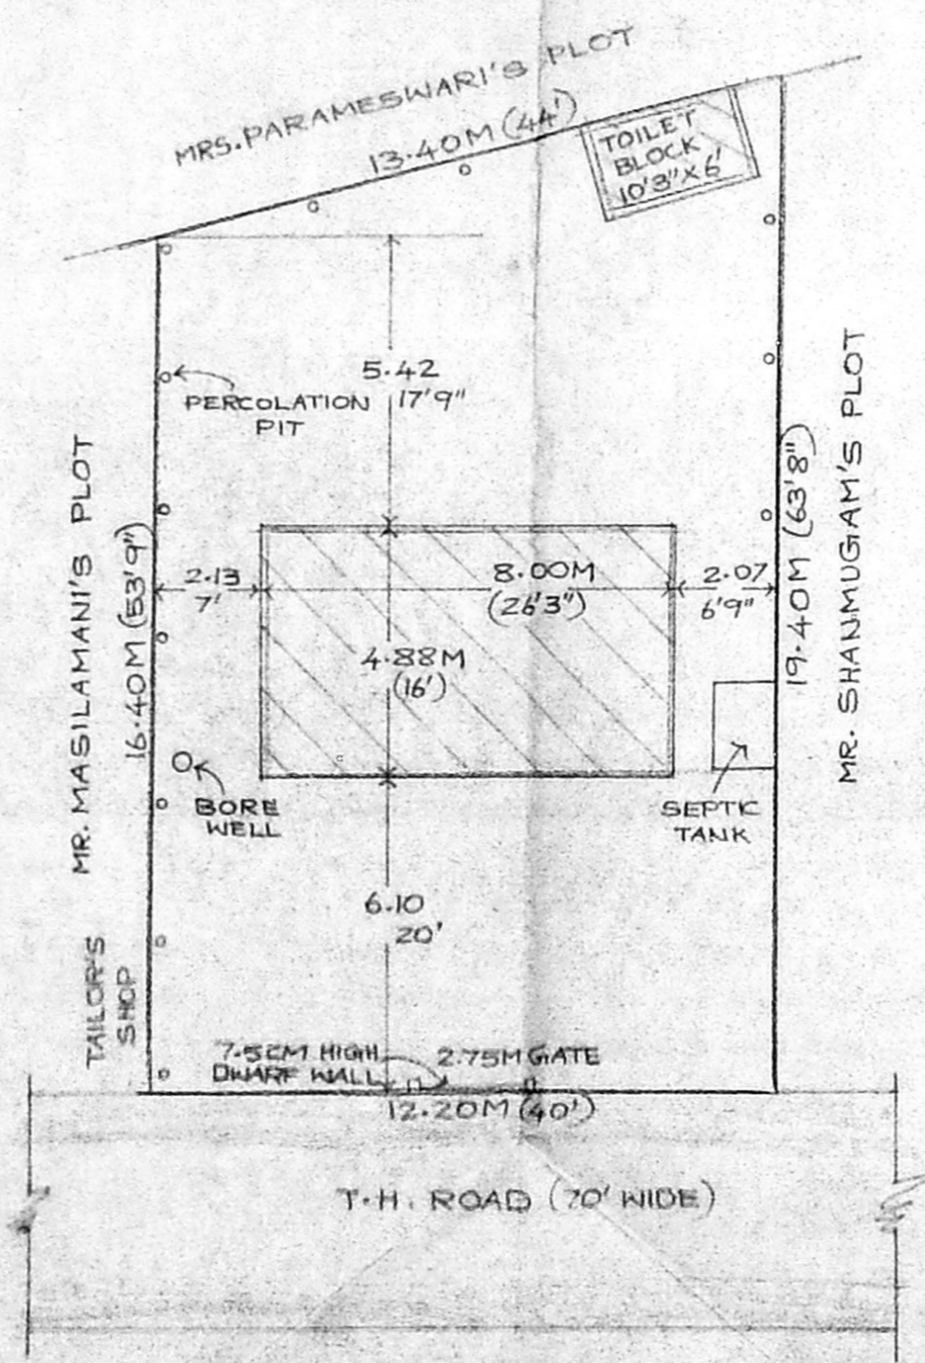 MRS. PARAMESWARI'S PLOT
13.40M (44')
TOILET
BLOCK
10'3"X6'
5.42
17'9"
PERCOLATION
PIT
MR. MASILAMANI'S PLOT
16.40M (53'9")
2.13
7'
8.00M
(26'3")
2.07
6'9"
4.88M
(16')
19.40M (63'8")
MR. SHANMUGAM'S PLOT
BORE
WELL
SEPTIC
TANK
6.10
20'
TAILOR'S
SHOP
7.5CM HIGH
DWARF WALL
2.75M GATE
12.20M (40')
T.H. ROAD (70' WIDE)